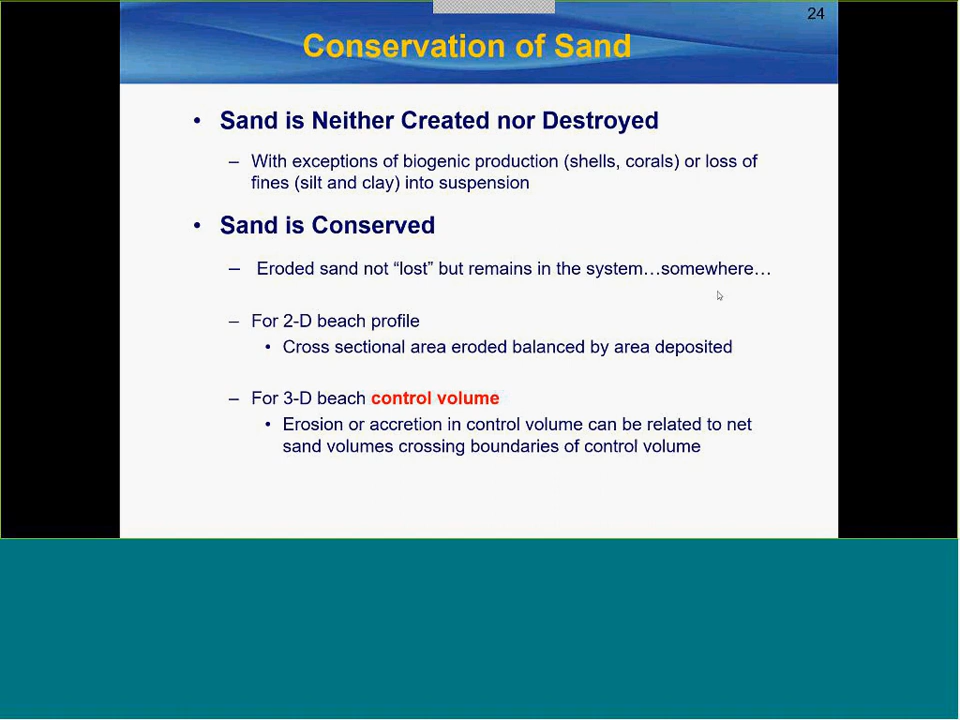 24
Conservation of Sand
• Sand is Neither Created nor Destroyed
– With exceptions of biogenic production (shells, corals) or loss of
fines (silt and clay) into suspension
• Sand is Conserved
– Eroded sand not “lost” but remains in the system…somewhere…
– For 2-D beach profile
• Cross sectional area eroded balanced by area deposited
– For 3-D beach control volume
• Erosion or accretion in control volume can be related to net
sand volumes crossing boundaries of control volume